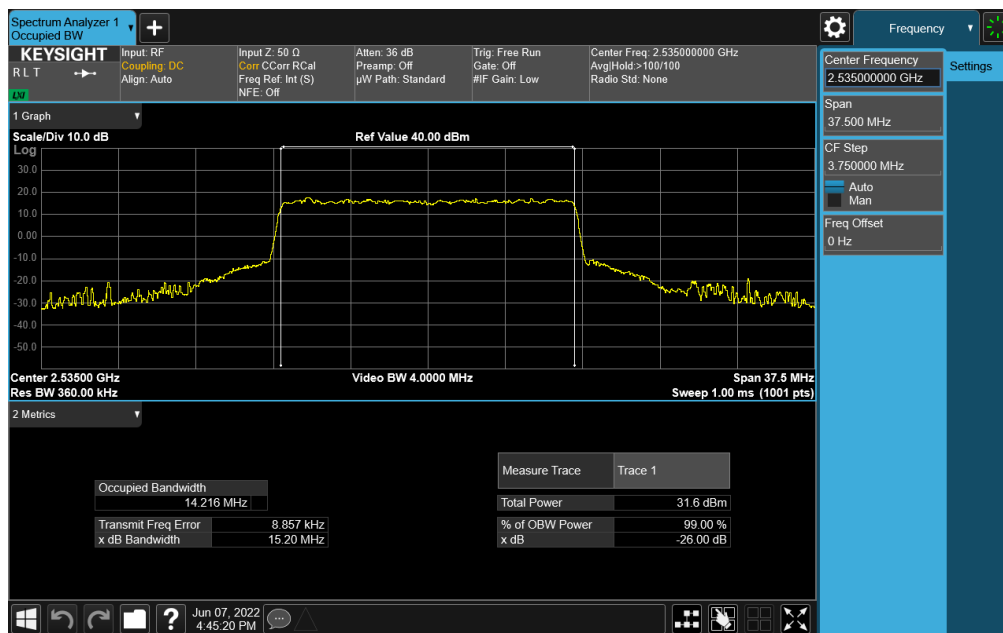 Spectrum Analyzer 1
Occupied BW
Frequency
KEYSIGHT
R L T
LXI
Input: RF
Coupling: DC
Align: Auto
Input Z: 50 Ω
Corr CCorr RCal
Freq Ref: Int (S)
NFE: Off
Atten: 36 dB
Preamp: Off
µW Path: Standard
Trig: Free Run
Gate: Off
#IF Gain: Low
Center Freq: 2.535000000 GHz
Avg|Hold:>100/100
Radio Std: None
Center Frequency
2.535000000 GHz
Settings
Span
37.500 MHz
CF Step
3.750000 MHz
Auto
Man
Freq Offset
0 Hz
1 Graph
Scale/Div 10.0 dB
Ref Value 40.00 dBm
Log
30.0
20.0
10.0
0.00
-10.0
-20.0
-30.0
-40.0
-50.0
Center 2.53500 GHz
Video BW 4.0000 MHz
Span 37.5 MHz
Res BW 360.00 kHz
Sweep 1.00 ms (1001 pts)
2 Metrics
Measure Trace
Trace 1
Occupied Bandwidth
14.216 MHz
Total Power
31.6 dBm
Transmit Freq Error
8.857 kHz
% of OBW Power
99.00 %
x dB Bandwidth
15.20 MHz
x dB
-26.00 dB
?
Jun 07, 2022
4:45:20 PM